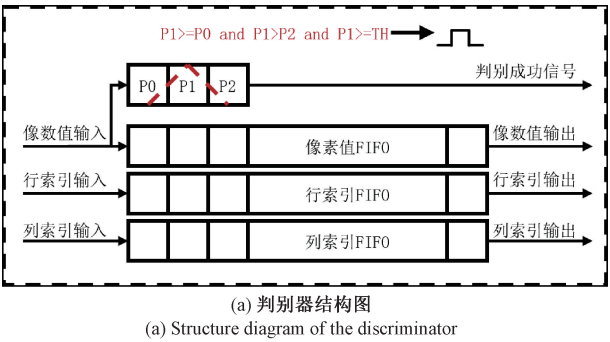 P1>=P0 and P1>P2 and P1>=TH
P0 P1 P2 判别成功信号
像数值输入 像素值FIFO 像数值输出
行索引输入 行索引FIFO 行索引输出
列索引输入 列索引FIFO 列索引输出
(a) 判别器结构图
(a) Structure diagram of the discriminator